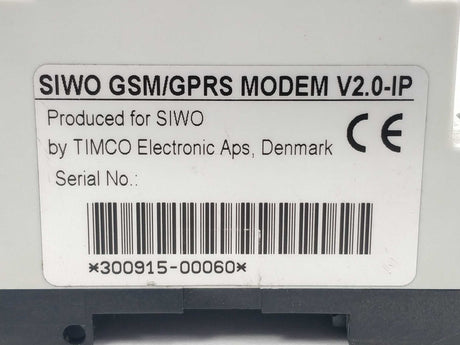 SIWO GSM/GPRS MODEM V2.0-IP
Produced for SIWO
by TIMCO Electronic Aps, Denmark
CE
Serial No.:
*300915-00060*